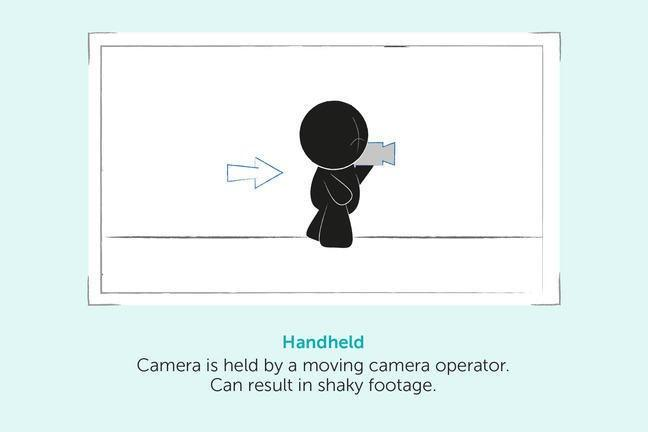 Handheld
Camera is held by a moving camera operator.
Can result in shaky footage.